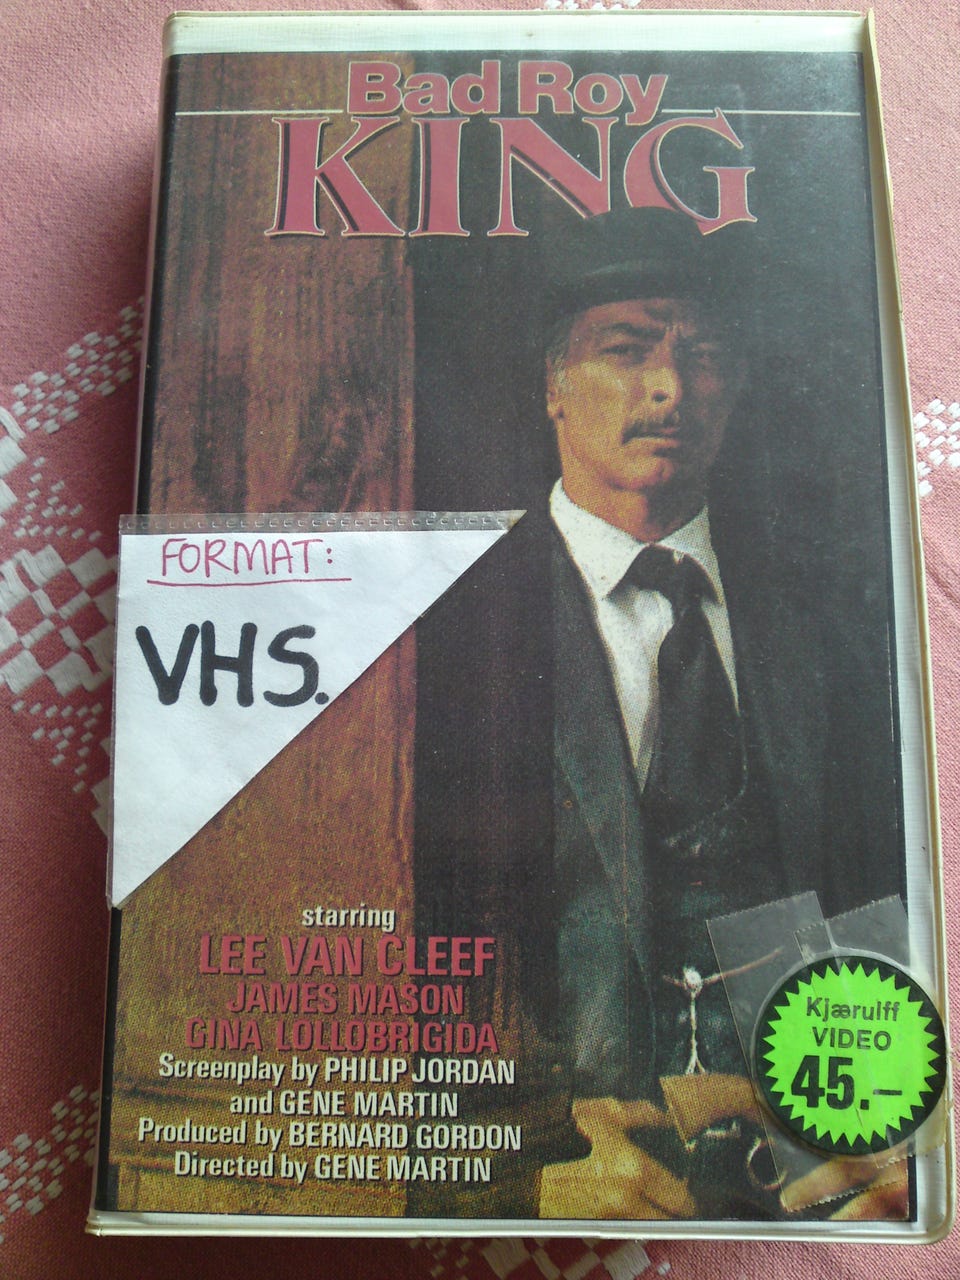 Bad Roy
KING
FORMAT:
VHS.
starring
LEE VAN CLEEF
JAMES MASON
GINA LOLLOBRIGIDA
Screenplay by PHILIP JORDAN
and GENE MARTIN
Produced by BERNARD GORDON
Directed by GENE MARTIN
Kjærulff
VIDEO
45.–